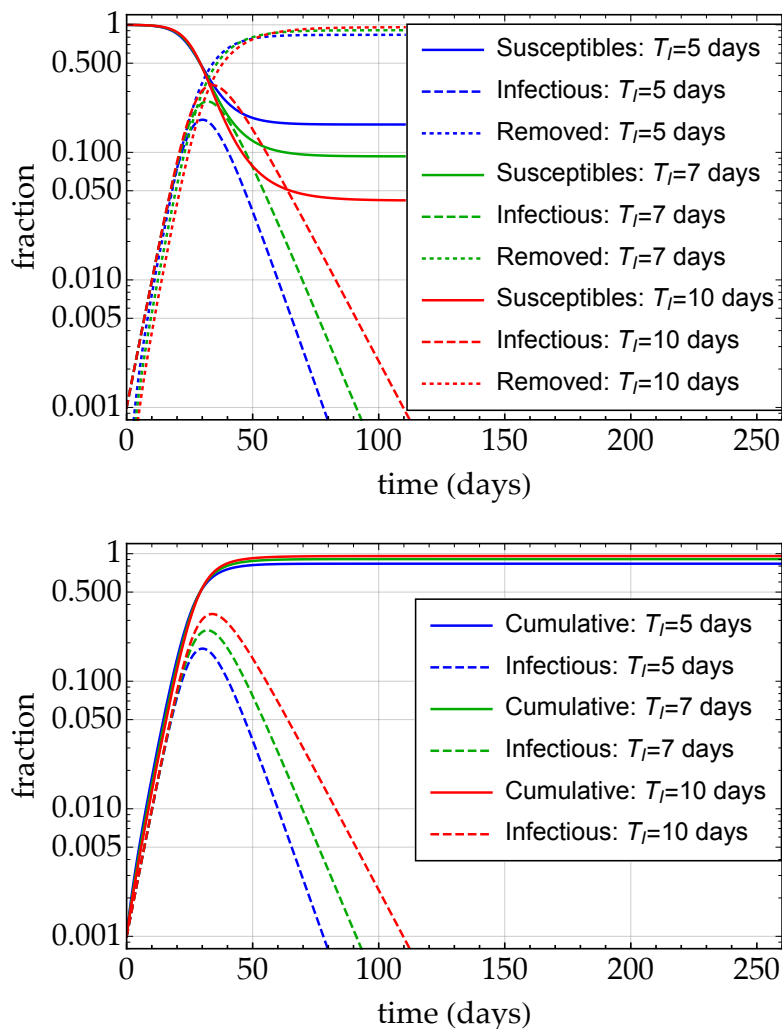 1
0.500
0.100
0.050
0.010
0.005
0.001
fraction
Susceptibles: T_I=5 days
Infectious: T_I=5 days
Removed: T_I=5 days
Susceptibles: T_I=7 days
Infectious: T_I=7 days
Removed: T_I=7 days
Susceptibles: T_I=10 days
Infectious: T_I=10 days
Removed: T_I=10 days
0 50 100 150 200 250
time (days)
1
0.500
0.100
0.050
0.010
0.005
0.001
fraction
Cumulative: T_I=5 days
Infectious: T_I=5 days
Cumulative: T_I=7 days
Infectious: T_I=7 days
Cumulative: T_I=10 days
Infectious: T_I=10 days
0 50 100 150 200 250
time (days)